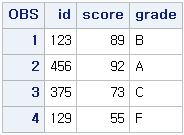 OBS id score grade
1 123 89 B
2 456 92 A
3 375 73 C
4 129 55 F